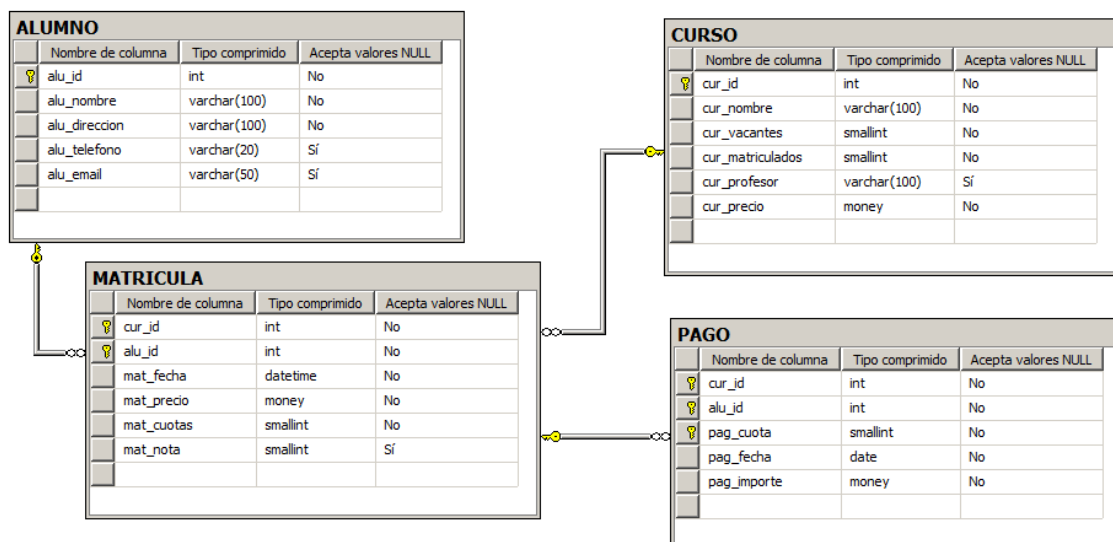 ALUMNO
Nombre de columna Tipo comprimido Acepta valores NULL
alu_id int No
alu_nombre varchar(100) No
alu_direccion varchar(100) No
alu_telefono varchar(20) Sí
alu_email varchar(50) Sí
CURSO
Nombre de columna Tipo comprimido Acepta valores NULL
cur_id int No
cur_nombre varchar(100) No
cur_vacantes smallint No
cur_matriculados smallint No
cur_profesor varchar(100) Sí
cur_precio money No
MATRICULA
Nombre de columna Tipo comprimido Acepta valores NULL
cur_id int No
alu_id int No
mat_fecha datetime No
mat_precio money No
mat_cuotas smallint No
mat_nota smallint Sí
PAGO
Nombre de columna Tipo comprimido Acepta valores NULL
cur_id int No
alu_id int No
pag_cuota smallint No
pag_fecha date No
pag_importe money No